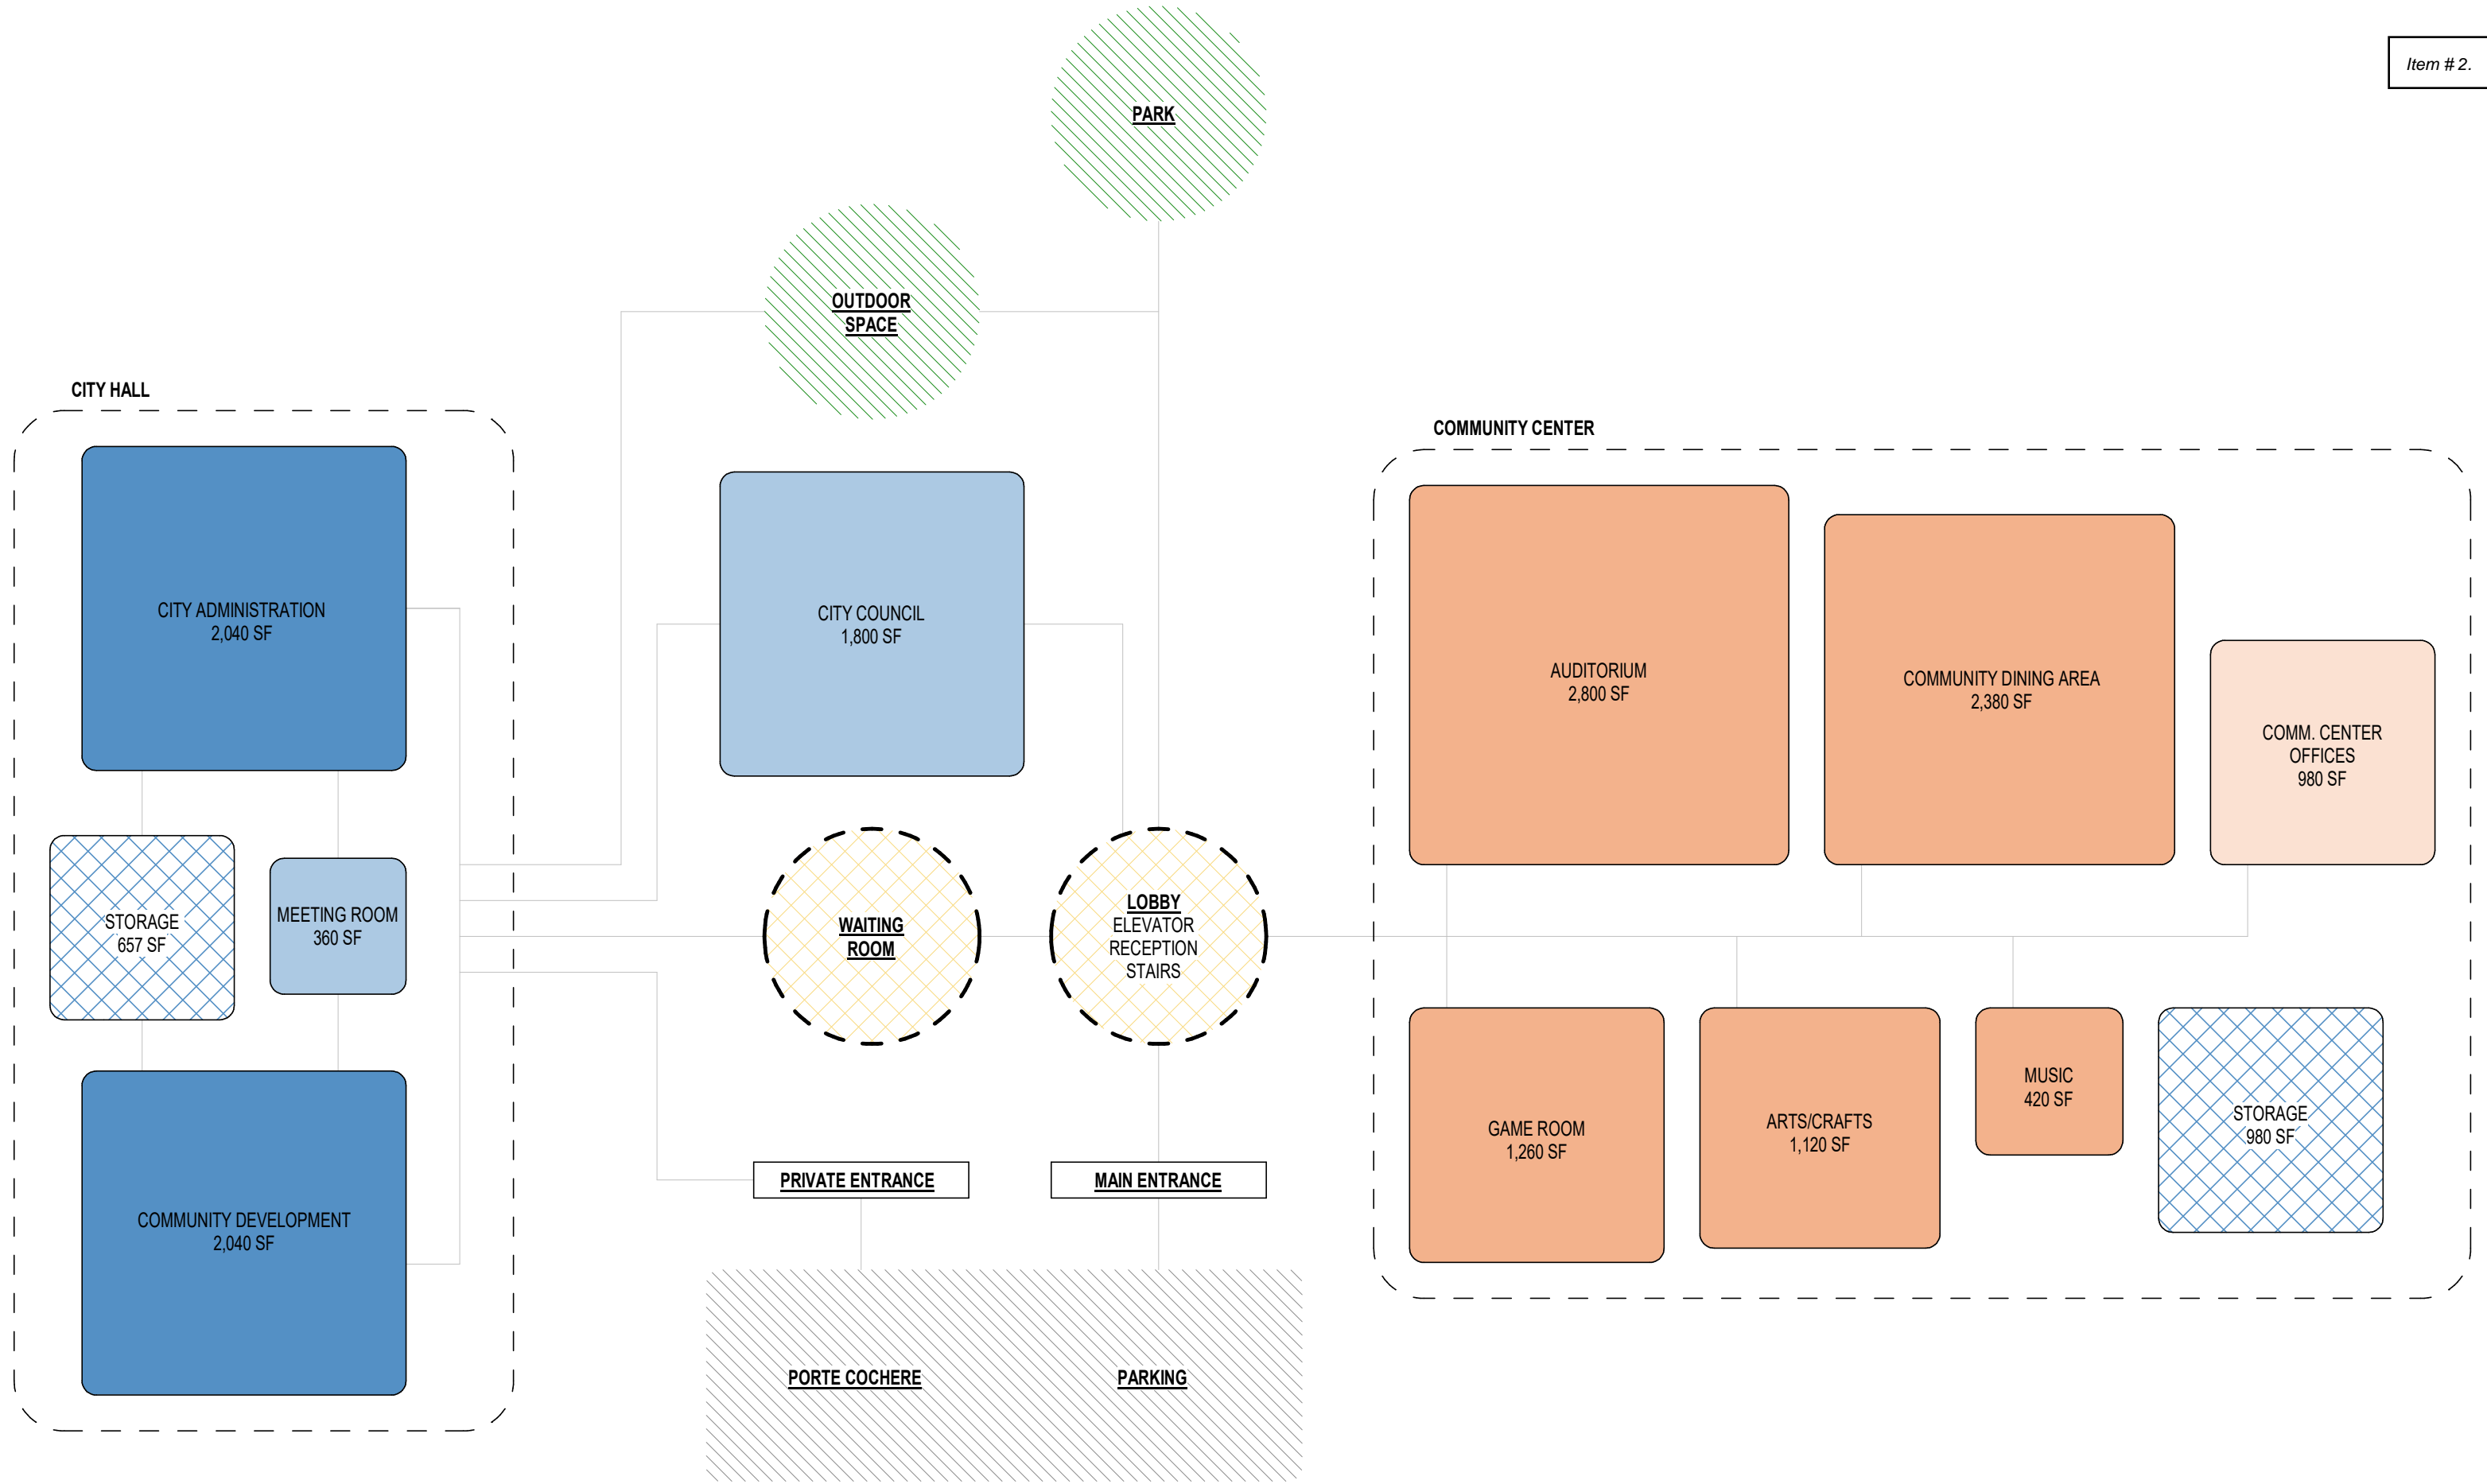 Item # 2.
PARK
OUTDOOR
SPACE
CITY HALL
CITY ADMINISTRATION
2,040 SF
STORAGE
657 SF
MEETING ROOM
360 SF
COMMUNITY DEVELOPMENT
2,040 SF
CITY COUNCIL
1,800 SF
WAITING
ROOM
LOBBY
ELEVATOR
RECEPTION
STAIRS
PRIVATE ENTRANCE
MAIN ENTRANCE
PORTE COCHERE
PARKING
COMMUNITY CENTER
AUDITORIUM
2,800 SF
COMMUNITY DINING AREA
2,380 SF
COMM. CENTER
OFFICES
980 SF
GAME ROOM
1,260 SF
ARTS/CRAFTS
1,120 SF
MUSIC
420 SF
STORAGE
980 SF